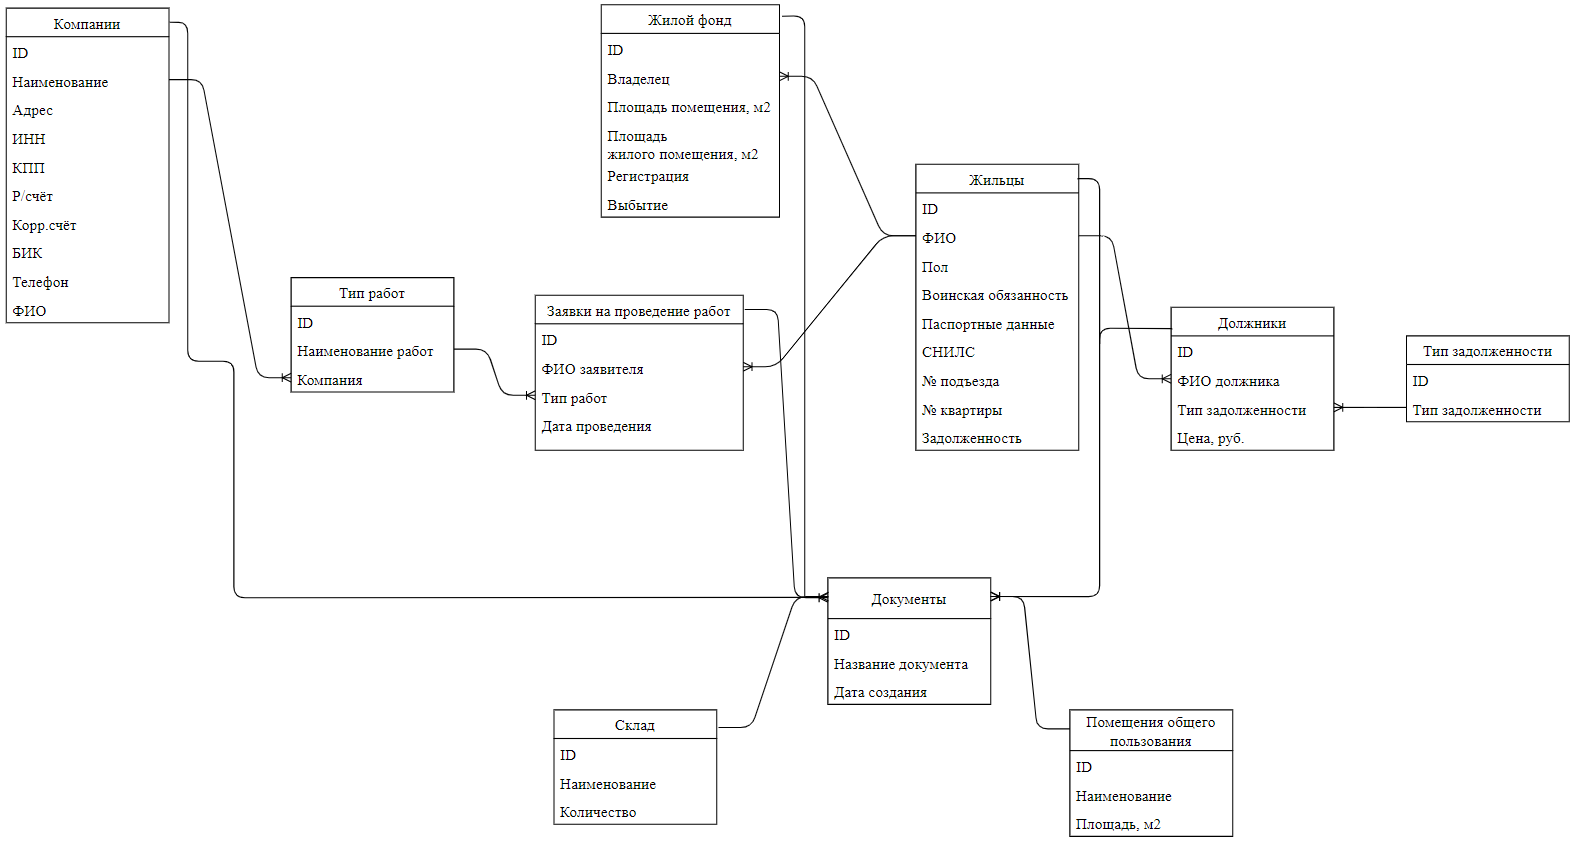 Компании
ID
Наименование
Адрес
ИНН
КПП
Р/счёт
Корр.счёт
БИК
Телефон
ФИО
Жилой фонд
ID
Владелец
Площадь помещения, м2
Площадь
жилого помещения, м2
Регистрация
Выбытие
Тип работ
ID
Наименование работ
Компания
Заявки на проведение работ
ID
ФИО заявителя
Тип работ
Дата проведения
Жильцы
ID
ФИО
Пол
Воинская обязанность
Паспортные данные
СНИЛС
№ подъезда
№ квартиры
Задолженность
Должники
ID
ФИО должника
Тип задолженности
Цена, руб.
Тип задолженности
ID
Тип задолженности
Документы
ID
Название документа
Дата создания
Склад
ID
Наименование
Количество
Помещения общего
пользования
ID
Наименование
Площадь, м2